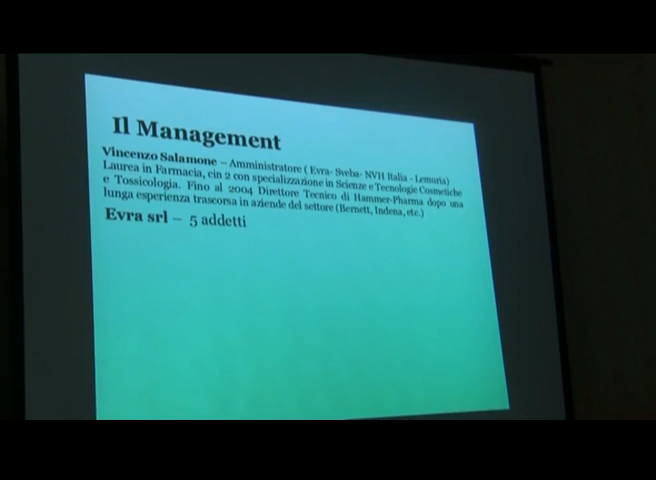 Il Management
Vincenzo Salamone – Amministratore ( Evra- Sveba- NVH Italia - Lemuria)
Laurea in Farmacia, cin 2 con specializzazione in Scienze e Tecnologie Cosmetiche
e Tossicologia. Fino al 2004 Direttore Tecnico di Hammer-Pharma dopo una
lunga esperienza trascorsa in aziende del settore (Bernett, Indena, etc.)
Evra srl – 5 addetti